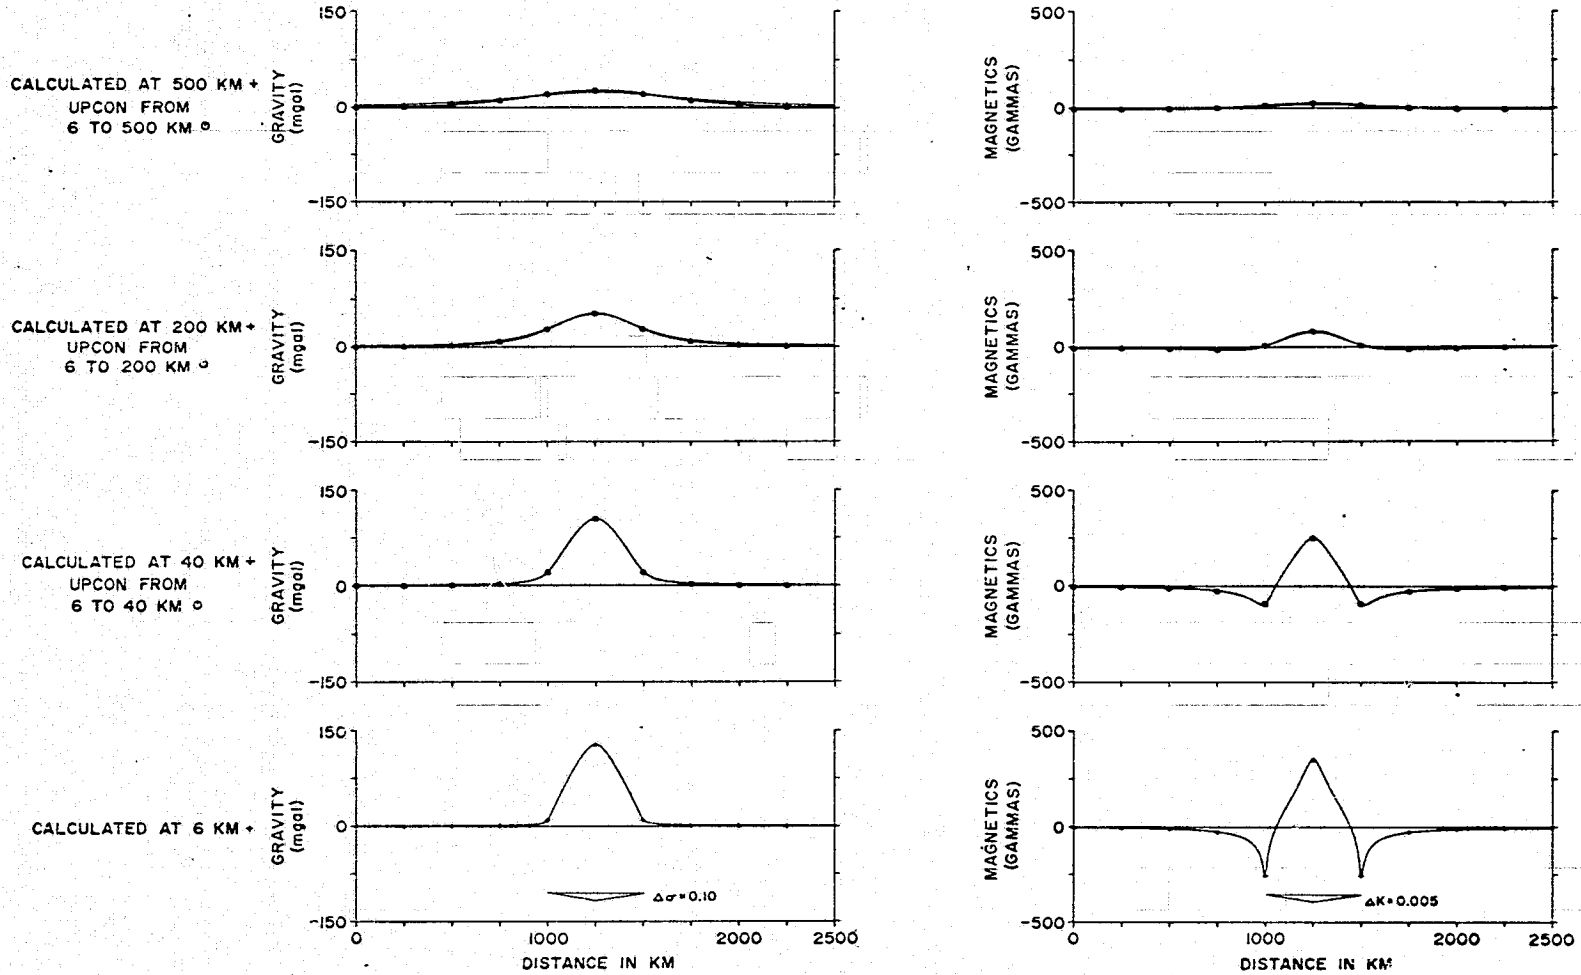 150
0
-150
CALCULATED AT 500 KM +
UPCON FROM
6 TO 500 KM ⊙
GRAVITY
(mgal)
500
0
-500
MAGNETICS
(GAMMAS)
150
0
-150
CALCULATED AT 200 KM +
UPCON FROM
6 TO 200 KM ⊙
GRAVITY
(mgal)
500
0
-500
MAGNETICS
(GAMMAS)
150
0
-150
CALCULATED AT 40 KM +
UPCON FROM
6 TO 40 KM ⊙
GRAVITY
(mgal)
500
0
-500
MAGNETICS
(GAMMAS)
150
0
-150
CALCULATED AT 6 KM +
GRAVITY
(mgal)
Δσ=0.10
0 1000 2000 2500
DISTANCE IN KM
500
0
-500
MAGNETICS
(GAMMAS)
ΔK=0.005
0 1000 2000 2500
DISTANCE IN KM